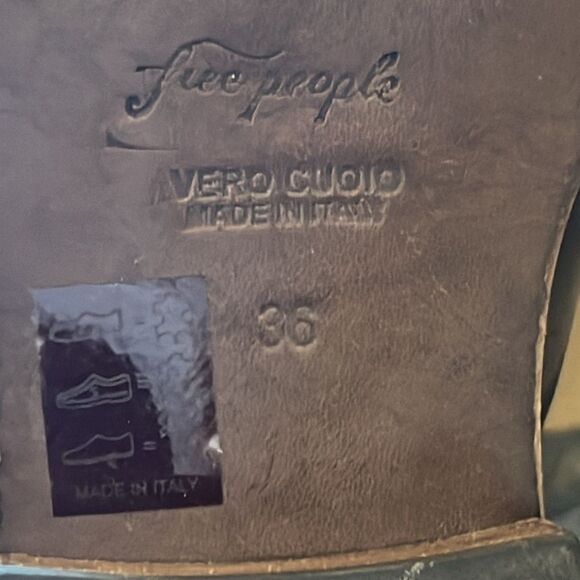 free people
VERO CUOIO
MADE IN ITALY
36
=
=
MADE IN ITALY